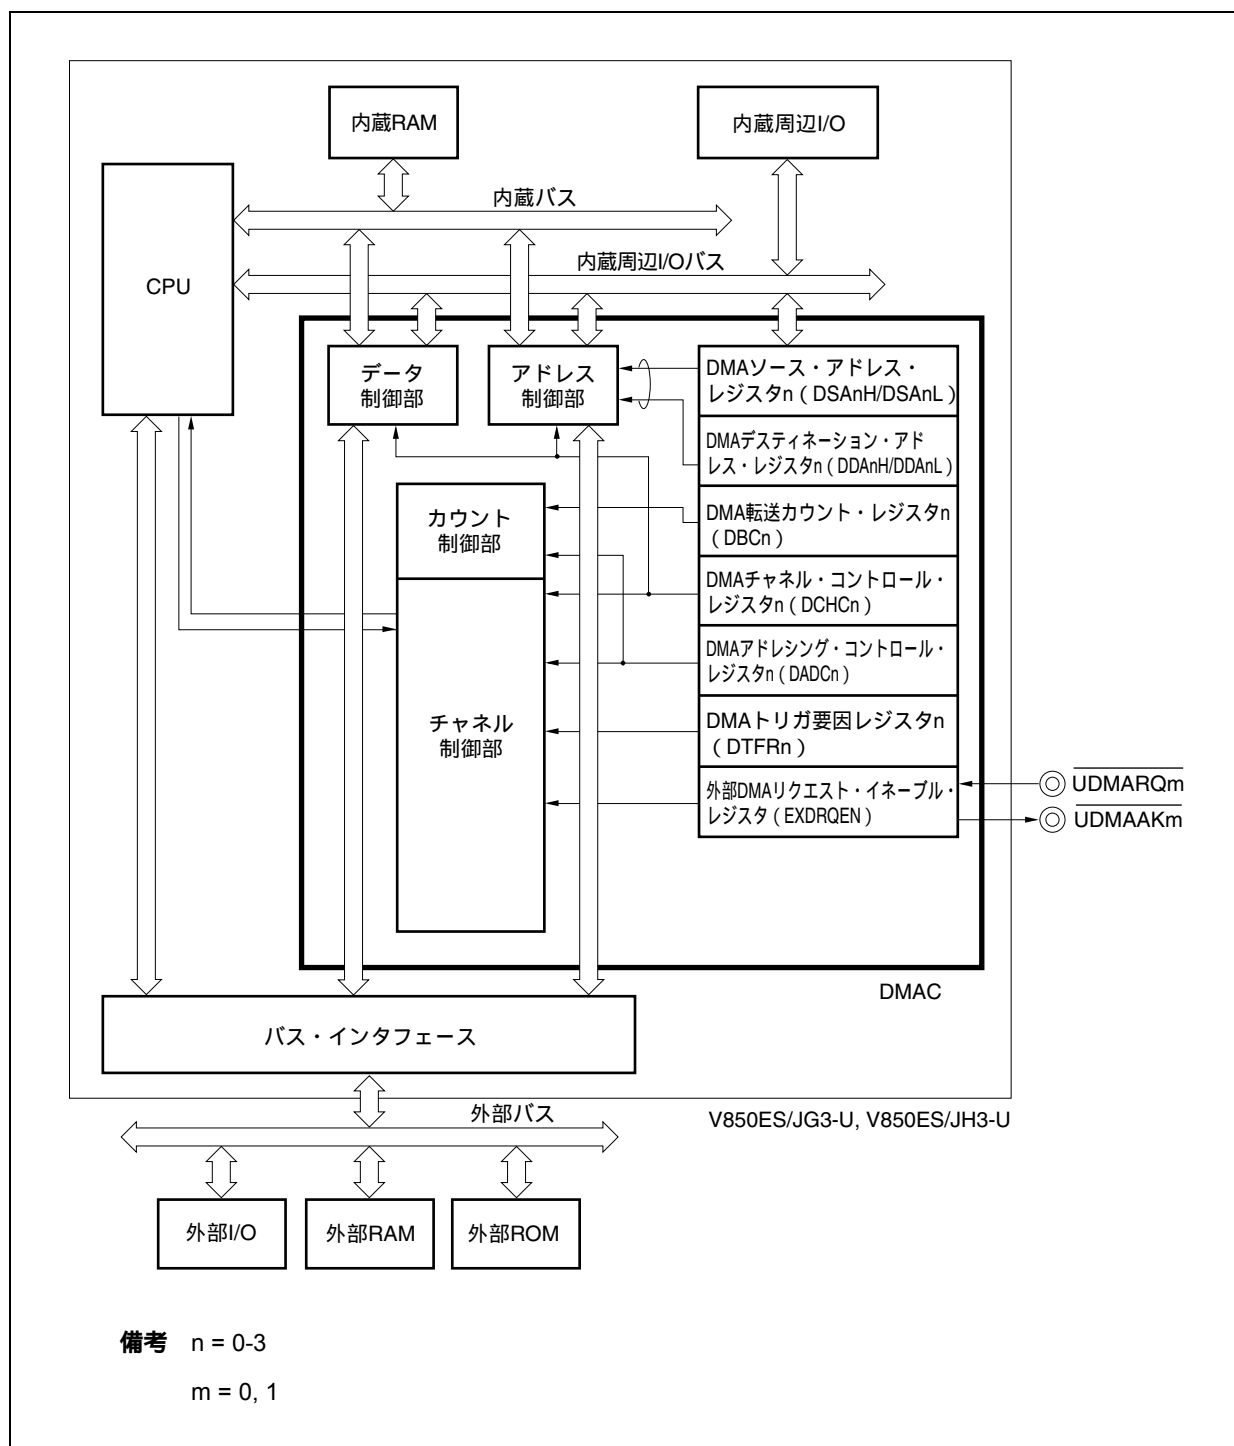 内蔵RAM
内蔵周辺I/O
内蔵バス
CPU
内蔵周辺I/Oバス
データ
制御部
アドレス
制御部
DMAソース・アドレス・
レジスタn（DSAnH/DSAnL）
DMAデスティネーション・アド
レス・レジスタn（DDAnH/DDAnL）
カウント
制御部
DMA転送カウント・レジスタn
（DBCn）
DMAチャネル・コントロール・
レジスタn（DCHCn）
DMAアドレシング・コントロール・
レジスタn（DADCn）
チャネル
制御部
DMAトリガ要因レジスタn
（DTFRn）
外部DMAリクエスト・イネーブル・
レジスタ（EXDRQEN）
UDMARQm
UDMAAKm
DMAC
バス・インタフェース
V850ES/JG3-U, V850ES/JH3-U
外部バス
外部I/O
外部RAM
外部ROM
備考 n = 0-3
m = 0, 1